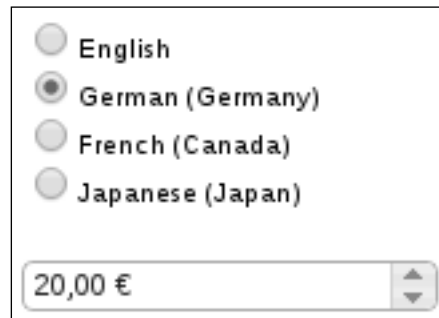 English
German (Germany)
French (Canada)
Japanese (Japan)
20,00 €